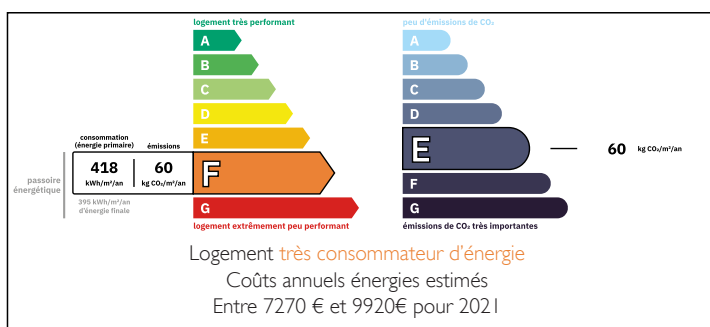 logement très performant
A
B
C
D
E
consommation
(énergie primaire)
émissions
418
kWh/m²/an
60
kg CO₂/m²/an
F
passoire
énergétique
395 kWh/m²/an
d'énergie finale
G
logement extrêmement peu performant
peu d'émissions de CO₂
A
B
C
D
E
60 kg CO₂/m²/an
F
G
émissions de CO₂ très importantes
Logement très consommateur d'énergie
Coûts annuels énergies estimés
Entre 7270 € et 9920€ pour 2021